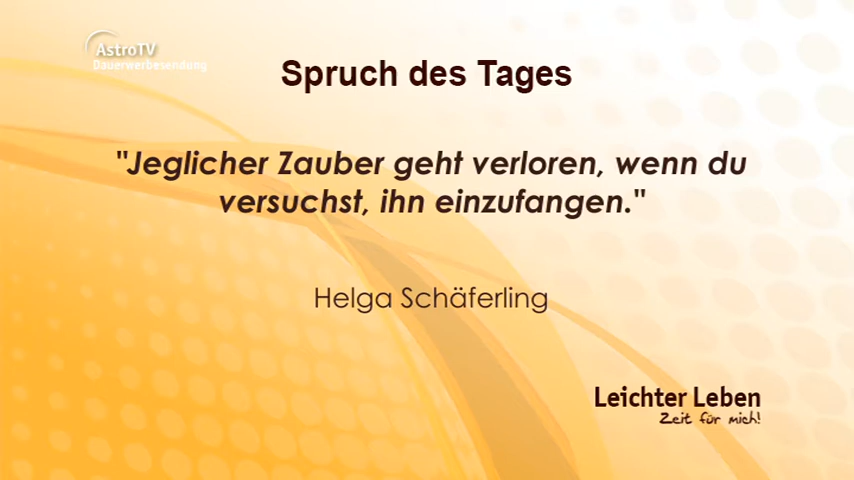 AstroTV
Dauerwerbesendung
Spruch des Tages
"Jeglicher Zauber geht verloren, wenn du
versuchst, ihn einzufangen."
Helga Schäferling
Leichter Leben
Zeit für mich!